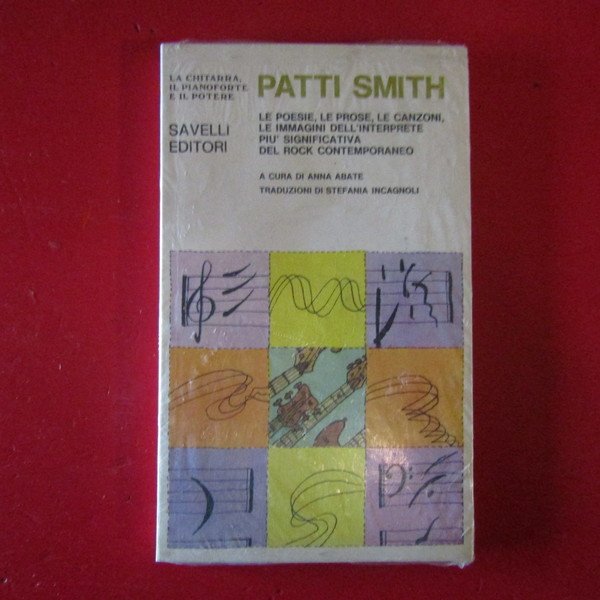 LA CHITARRA,
IL PIANOFORTE
E IL POTERE
SAVELLI
EDITORI
PATTI SMITH
LE POESIE, LE PROSE, LE CANZONI,
LE IMMAGINI DELL'INTERPRETE
PIU' SIGNIFICATIVA
DEL ROCK CONTEMPORANEO
A CURA DI ANNA ABATE
TRADUZIONI DI STEFANIA INCAGNOLI